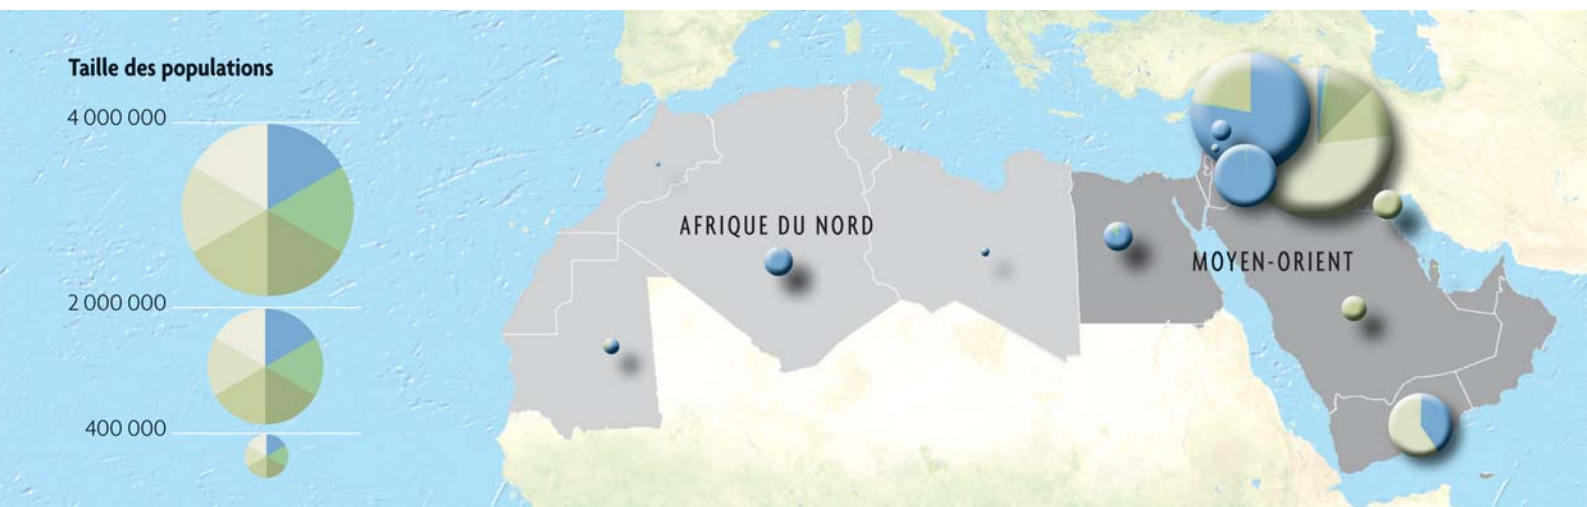 Taille des populations
4 000 000
2 000 000
400 000
AFRIQUE DU NORD
MOYEN-ORIENT